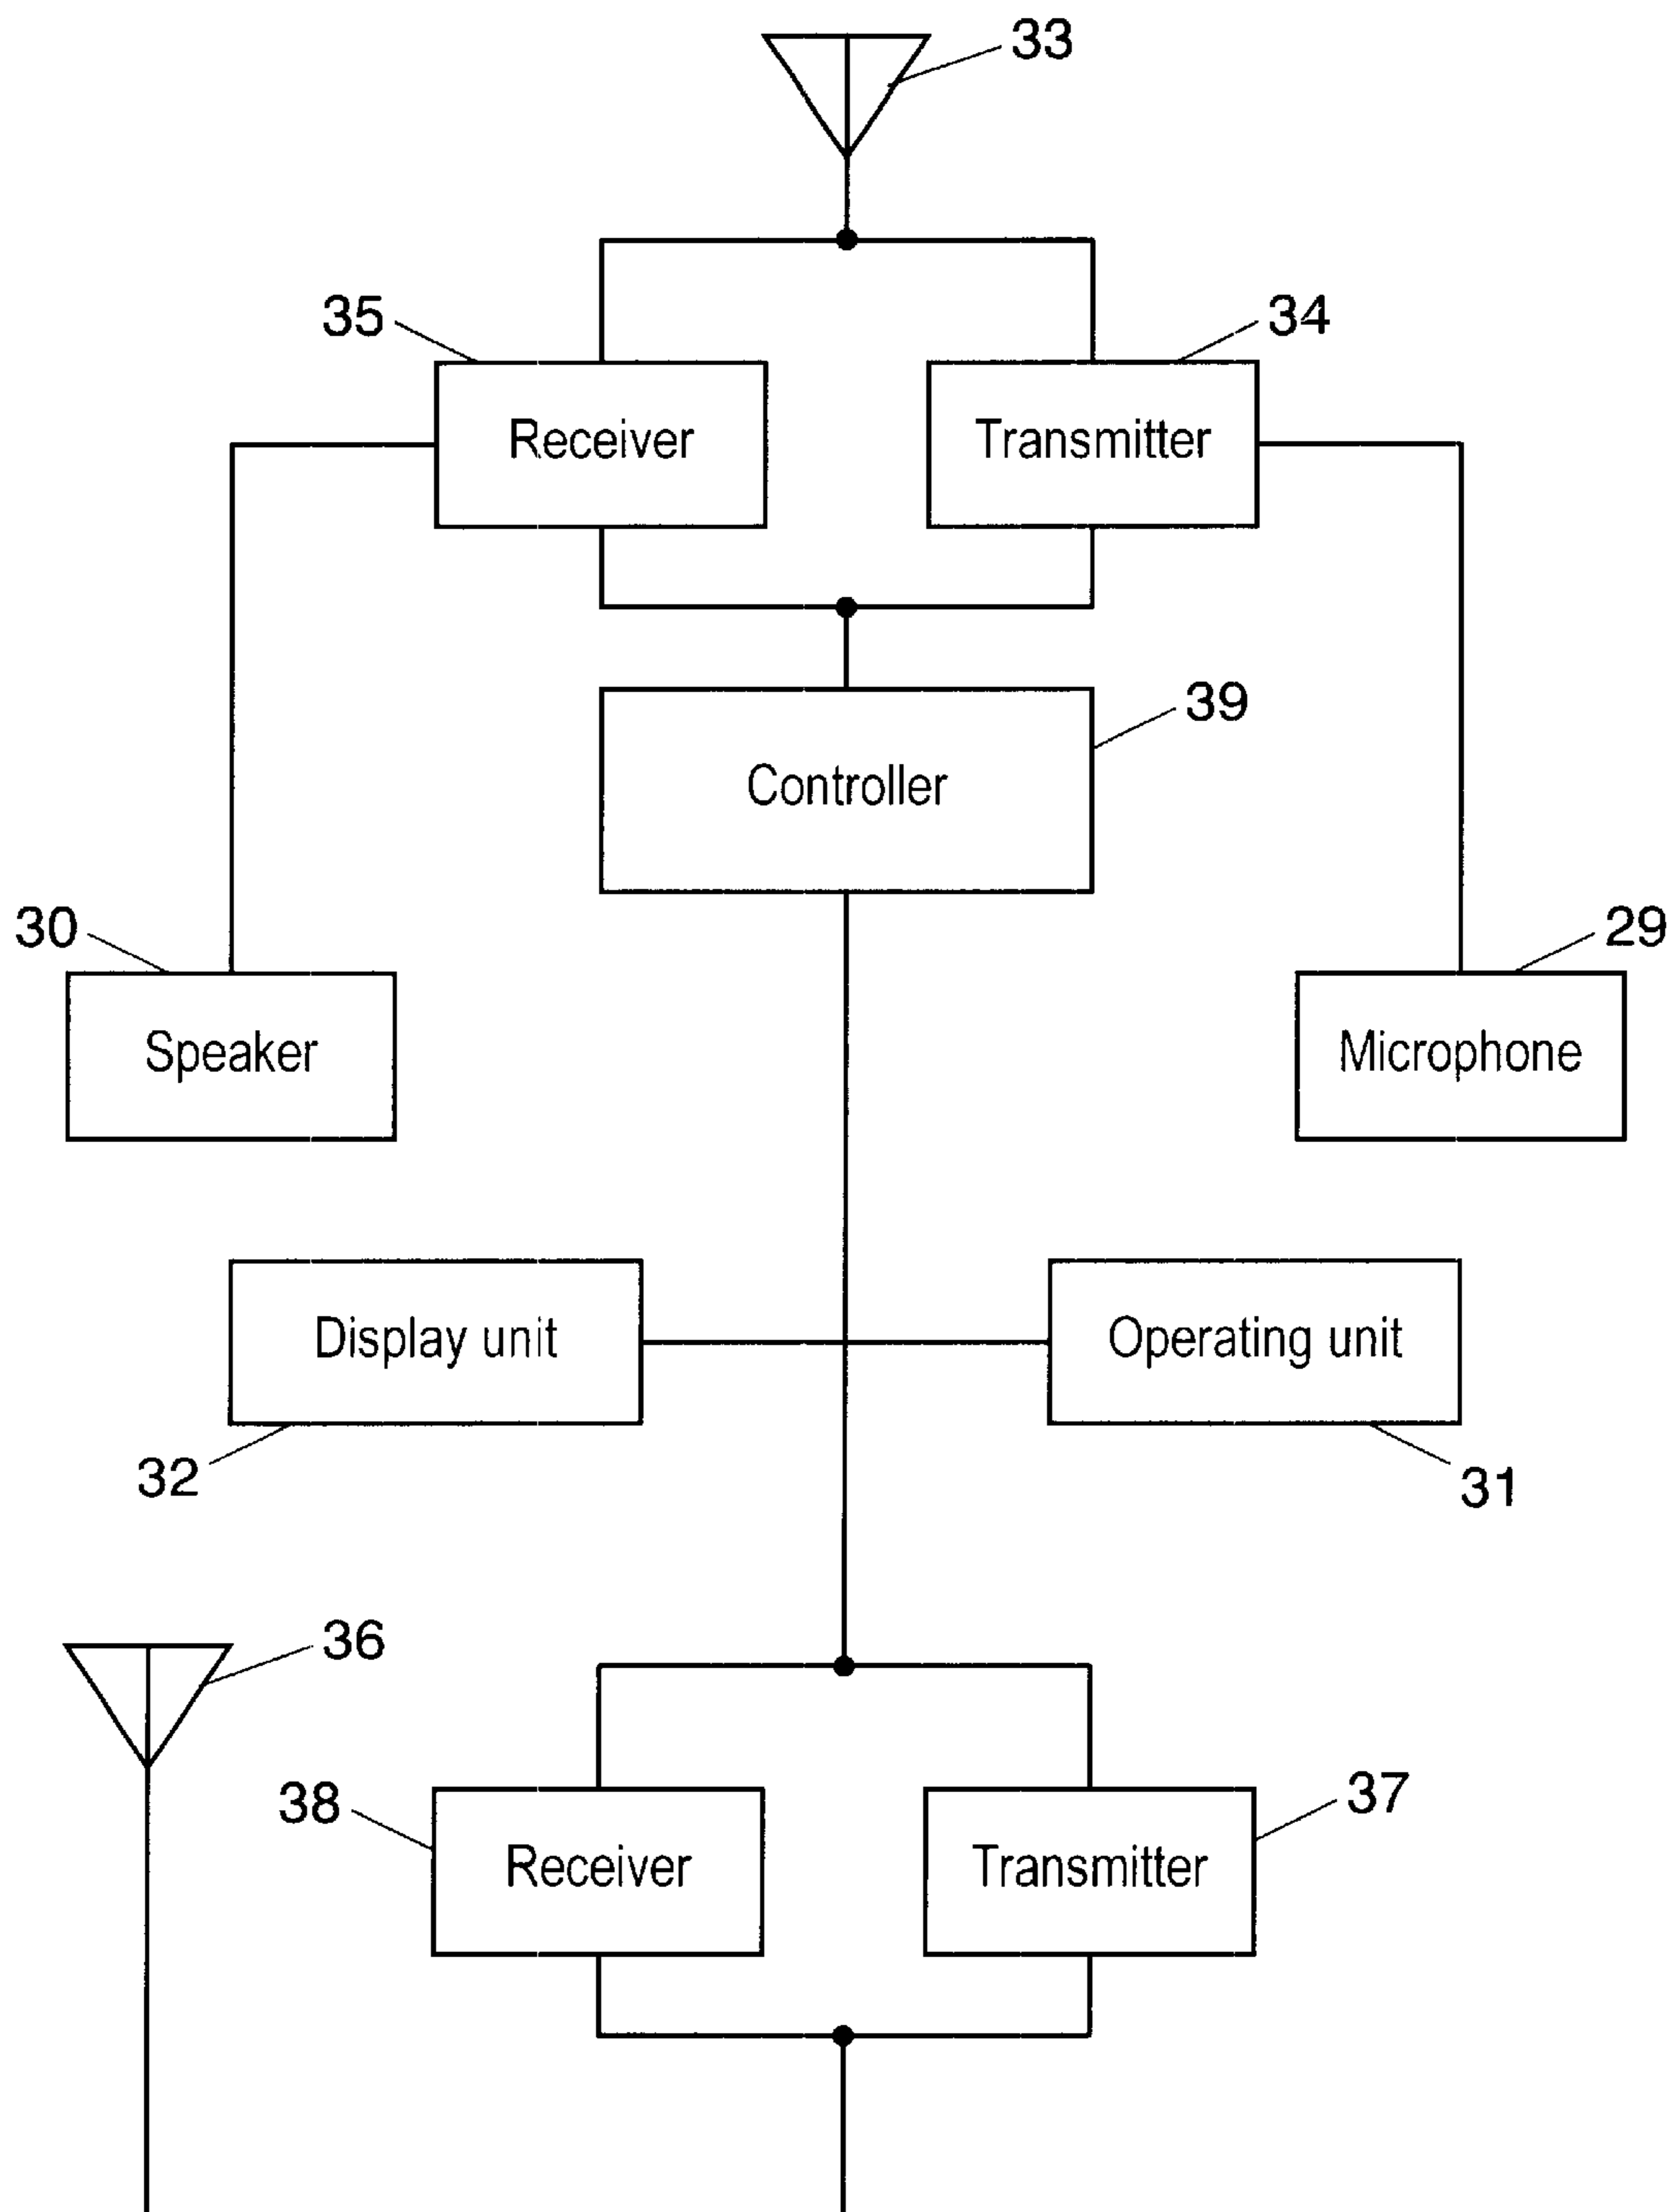 33
35
34
Receiver
Transmitter
39
Controller
30
29
Speaker
Microphone
Display unit
Operating unit
32
31
36
38
37
Receiver
Transmitter